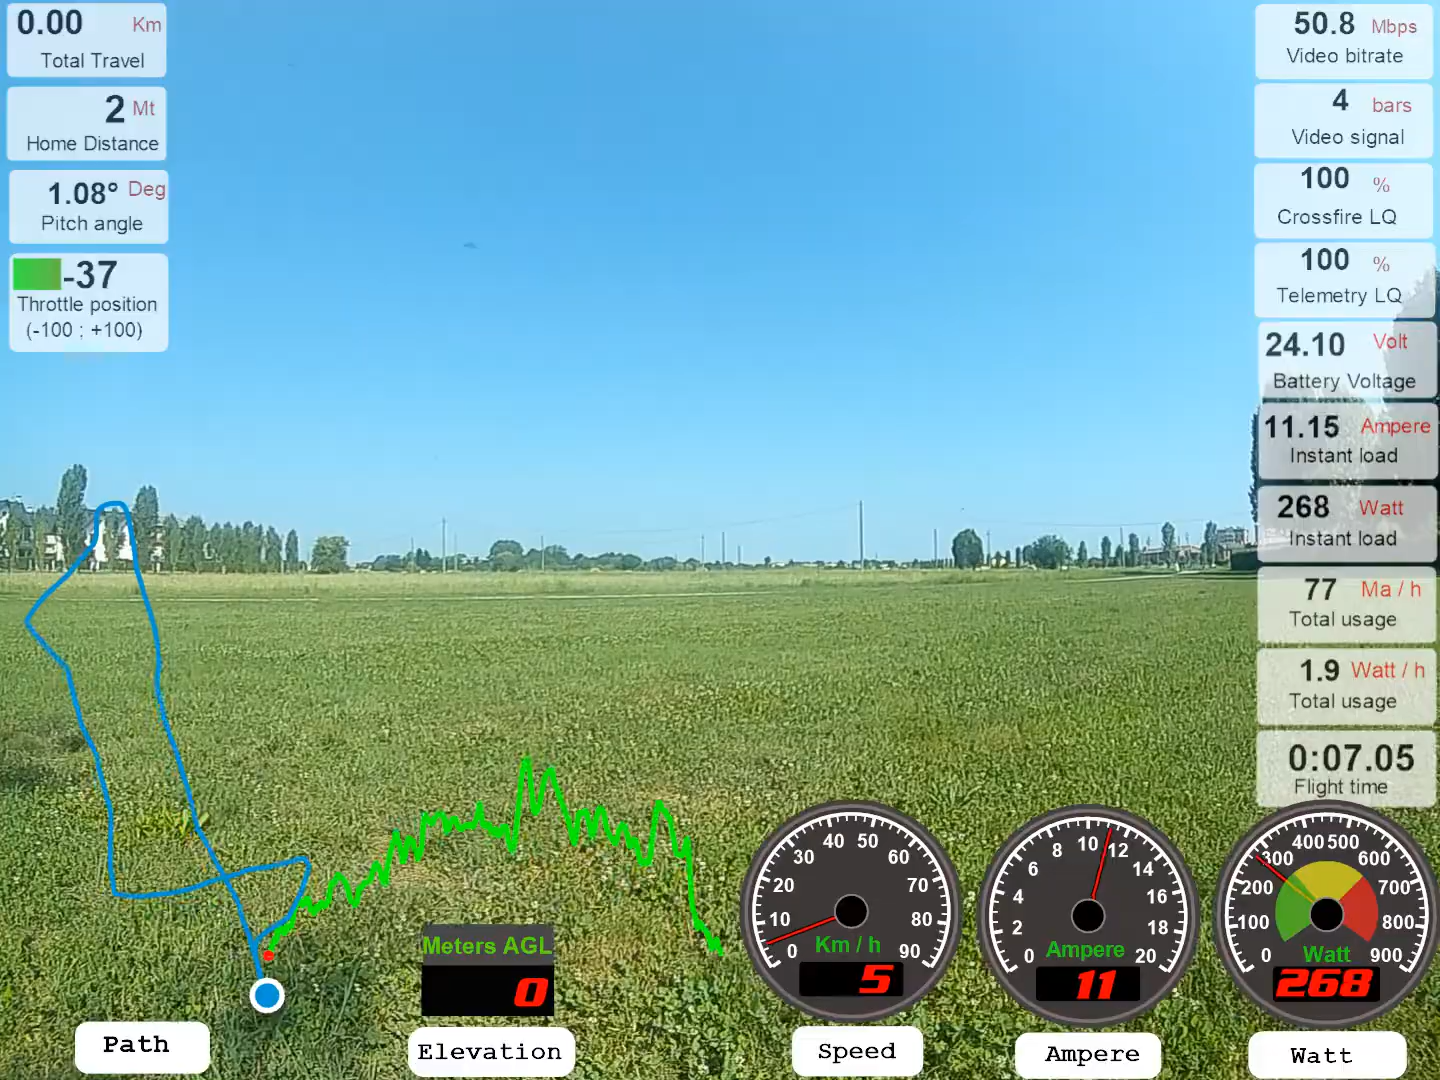 0.00 Km
Total Travel
2 Mt
Home Distance
1.08° Deg
Pitch angle
-37
Throttle position
(-100 ; +100)
50.8 Mbps
Video bitrate
4 bars
Video signal
100 %
Crossfire LQ
100 %
Telemetry LQ
24.10 Volt
Battery Voltage
11.15 Ampere
Instant load
268 Watt
Instant load
77 Ma / h
Total usage
1.9 Watt / h
Total usage
0:07.05
Flight time
Path
Meters AGL
0
Elevation
0 10 20 30 40 50 60 70 80 90
Km / h
5
Speed
0 2 4 6 8 10 12 14 16 18 20
Ampere
11
Ampere
0 100 200 300 400 500 600 700 800 900
Watt
268
Watt